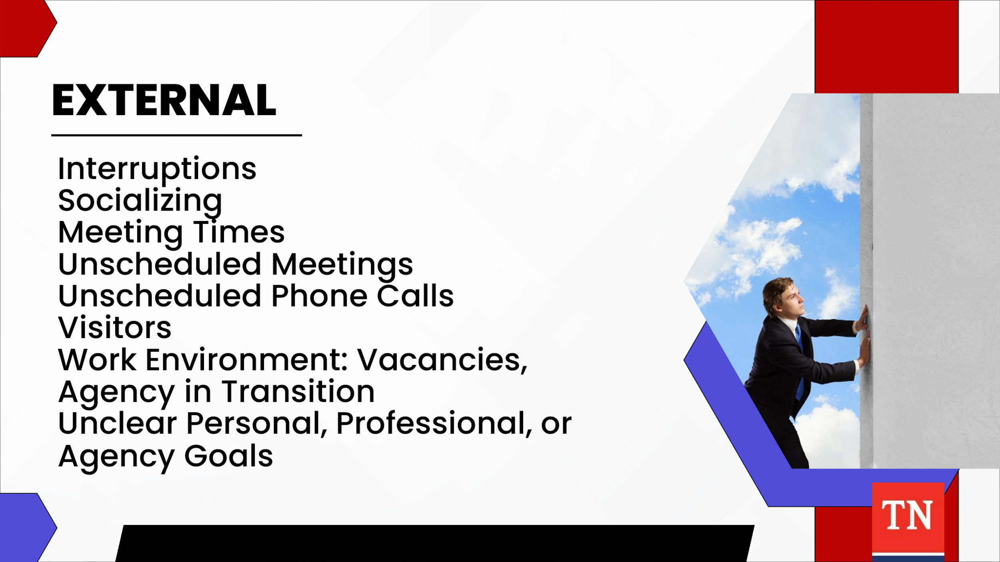 EXTERNAL
Interruptions
Socializing
Meeting Times
Unscheduled Meetings
Unscheduled Phone Calls
Visitors
Work Environment: Vacancies,
Agency in Transition
Unclear Personal, Professional, or
Agency Goals
TN